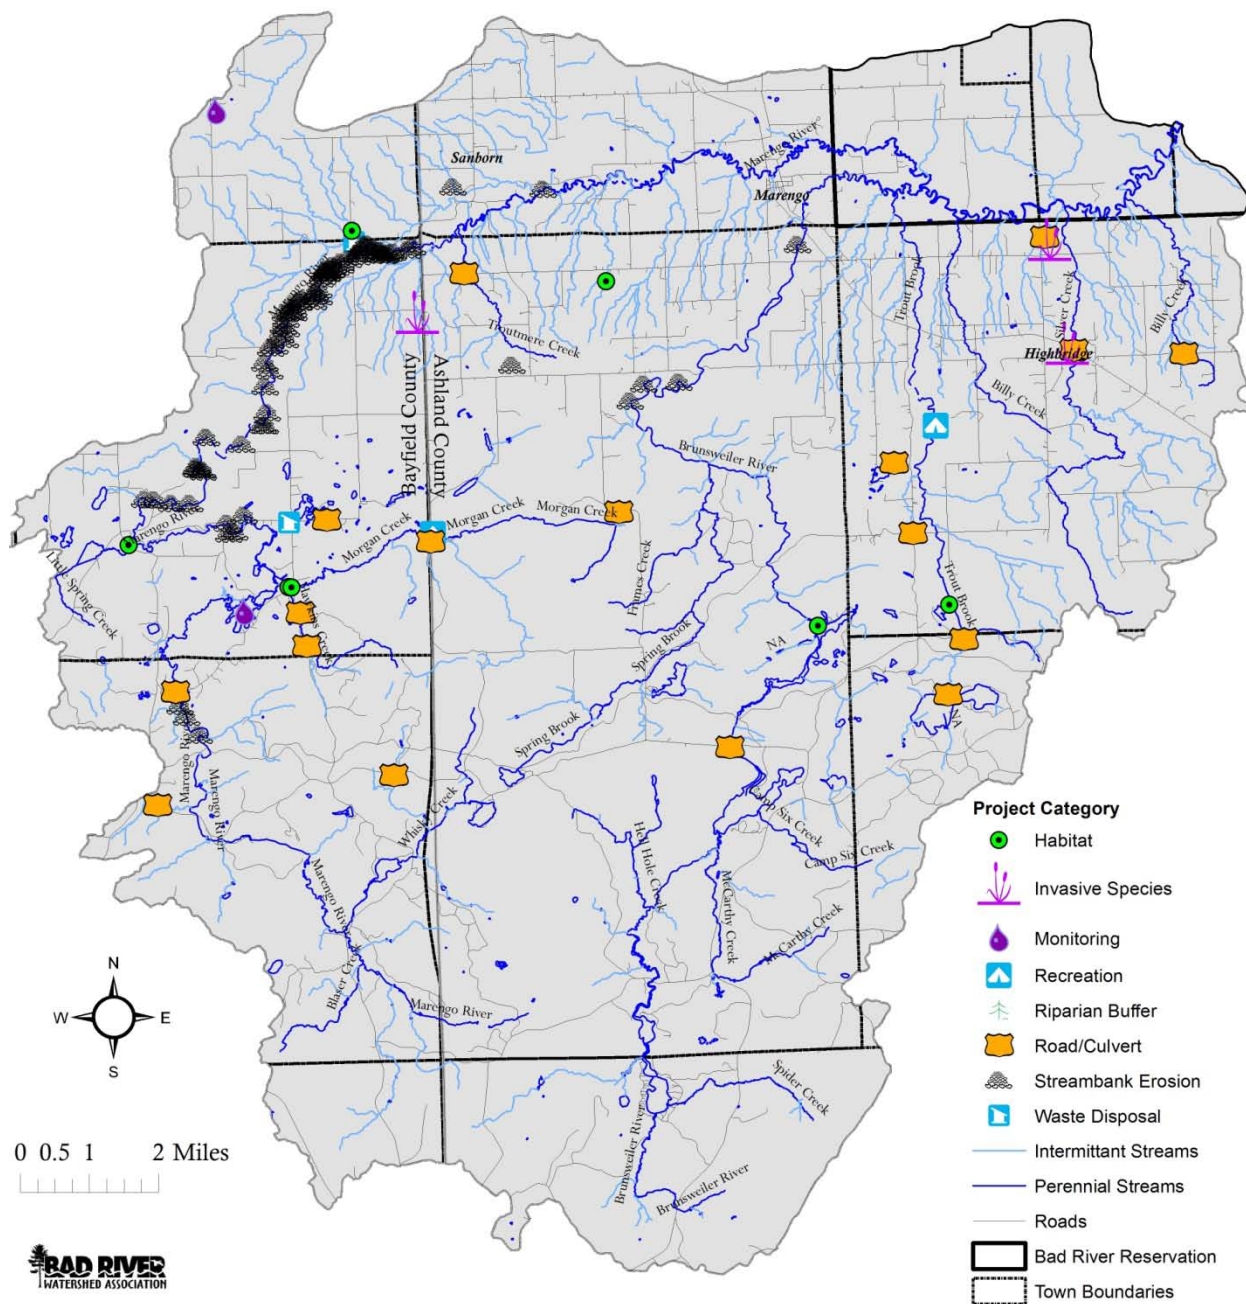 Sanborn
Marengo River
Marengo
Marengo River
Trout Brook
Silver Creek
Billy Creek
Troutmere Creek
Highbridge
Bayfield County
Ashland County
Billy Creek
Brunsweiler River
Marengo River
Morgan Creek
Morgan Creek
Morgan Creek
Little Spring Creek
Frames Creek
Trout Brook
Creek
Spring Brook
NA
Spring Brook
NA
Marengo River
Marengo River
Whisky Creek
Camp Six Creek
Camp Six Creek
Hell Hole Creek
McCarthy Creek
McCarthy Creek
Marengo River
Blaser Creek
Marengo River
Spider Creek
Brunsweiler River
Brunsweiler River
N
W
E
S
0 0.5 1 2 Miles
BAD RIVER
WATERSHED ASSOCIATION
Project Category
Habitat
Invasive Species
Monitoring
Recreation
Riparian Buffer
Road/Culvert
Streambank Erosion
Waste Disposal
Intermittant Streams
Perennial Streams
Roads
Bad River Reservation
Town Boundaries